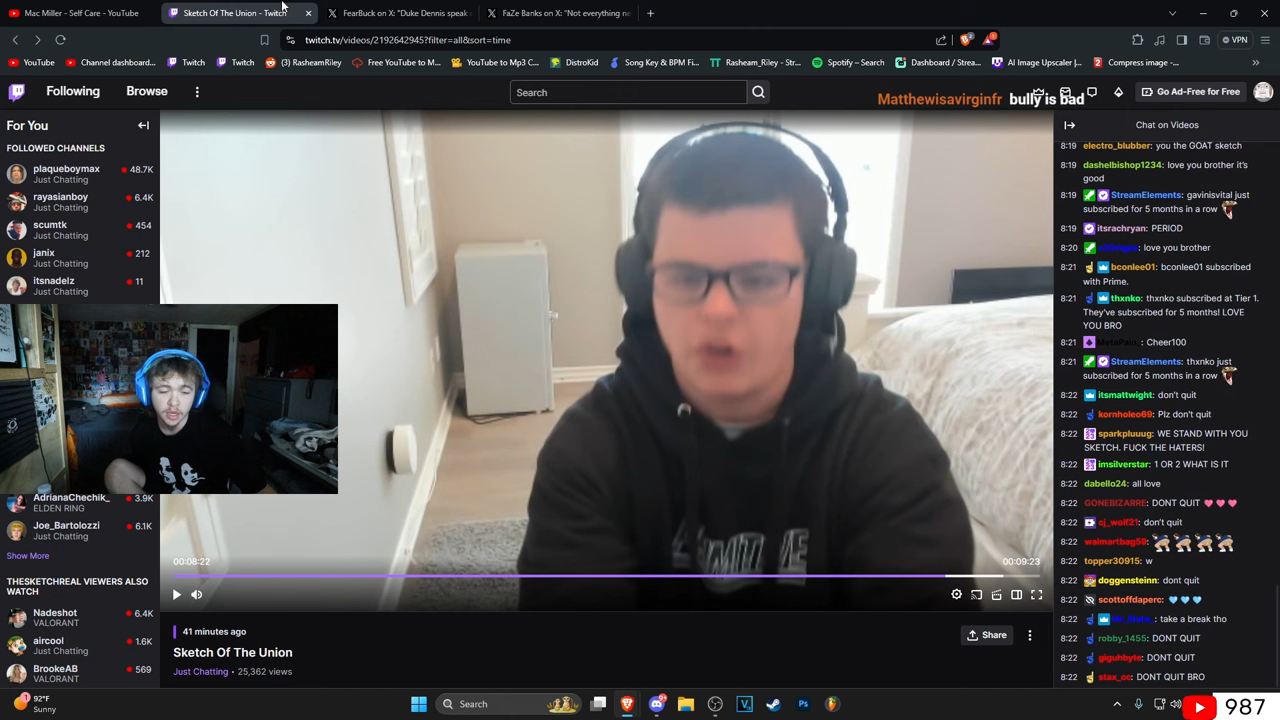 Mac Miller - Self Care - YouTube
Sketch Of The Union - Twitch
FearBuck on X: "Duke Dennis speak
FaZe Banks on X: "Not everything ne
twitch.tv/videos/2192642945?filter=all&sort=time
VPN
YouTube
Channel dashboard...
Twitch
Twitch
(3) RasheamRiley
Free YouTube to M...
YouTube to Mp3 C...
DistroKid
Song Key & BPM Fi...
Rasheam_Riley - Str...
Spotify – Search
Dashboard / Strea...
AI Image Upscaler |...
Compress image -...
Following
Browse
Search
Matthewisavirginfr bully is bad
Go Ad-Free for Free
For You
FOLLOWED CHANNELS
plaqueboymax 48.7K
Just Chatting
rayasianboy 6.4K
Just Chatting
scumtk 454
Just Chatting
janix 212
Just Chatting
itsnadelz 11
Just Chatting
AdrianaChechik_ 3.9K
ELDEN RING
Joe_Bartolozzi 6.1K
Just Chatting
Show More
THESKETCHREAL VIEWERS ALSO
WATCH
Nadeshot 6.4K
VALORANT
aircool 1.6K
Just Chatting
BrookeAB 569
VALORANT
00:08:22
00:09:23
41 minutes ago
Sketch Of The Union
Just Chatting • 25,362 views
Share
Chat on Videos
8:19 electro_blubber: you the GOAT sketch
8:19 dashelbishop1234: love you brother it's
good
8:19 StreamElements: gavinisvital just
subscribed for 5 months in a row
8:19 itsrachryan: PERIOD
8:20 : love you brother
8:21 bconlee01: bconlee01 subscribed
with Prime.
8:21 thxnko: thxnko subscribed at Tier 1.
They've subscribed for 5 months! LOVE
YOU BRO
8:21 : Cheer100
8:21 StreamElements: thxnko just
subscribed for 5 months in a row
8:22 itsmattwight: don't quit
8:22 kornholeo69: Plz don't quit
8:22 sparkpluuug: WE STAND WITH YOU
SKETCH. FUCK THE HATERS!
8:22 imsilverstar: 1 OR 2 WHAT IS IT
8:22 dabello24: all love
8:22 GONEBIZARRE: DONT QUIT
8:22 cj_wolf21: don't quit
8:22 walmartbag58:
8:22 topper30915: w
8:22 doggensteinn: dont quit
8:22 scottoffdaperc:
8:22 : take a break tho
8:22 robby_1455: DONT QUIT
8:22 giguhbyte: DONT QUIT
8:22 stax_cc: DONT QUIT BRO
92°F
Sunny
Search
987